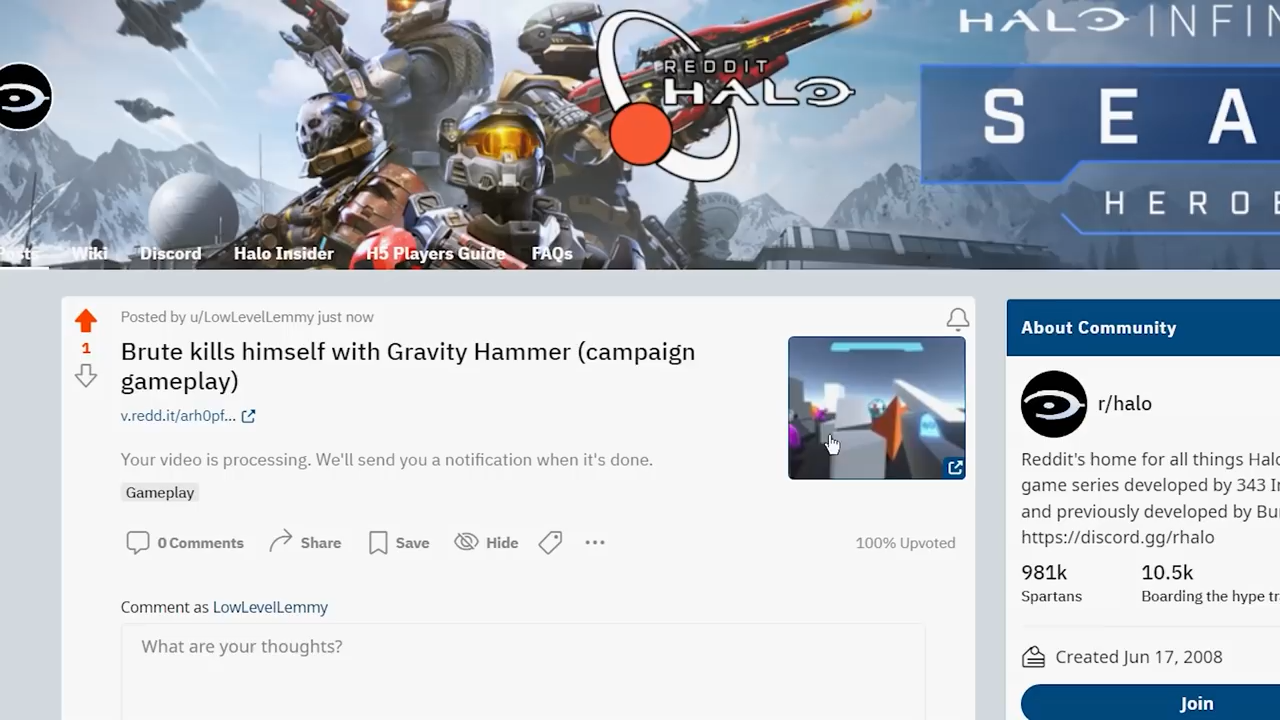 HALO INFIN
REDDIT
HALO
S E A
HEROE
Posts Wiki Discord Halo Insider H5 Players Guide FAQs
Posted by u/LowLevelLemmy just now
1
Brute kills himself with Gravity Hammer (campaign
gameplay)
v.redd.it/arh0pf...
Your video is processing. We'll send you a notification when it's done.
Gameplay
0 Comments Share Save Hide
100% Upvoted
Comment as LowLevelLemmy
What are your thoughts?
About Community
r/halo
Reddit's home for all things Halo
game series developed by 343 In
and previously developed by Bu
https://discord.gg/rhalo
981k 10.5k
Spartans Boarding the hype tr
Created Jun 17, 2008
Join